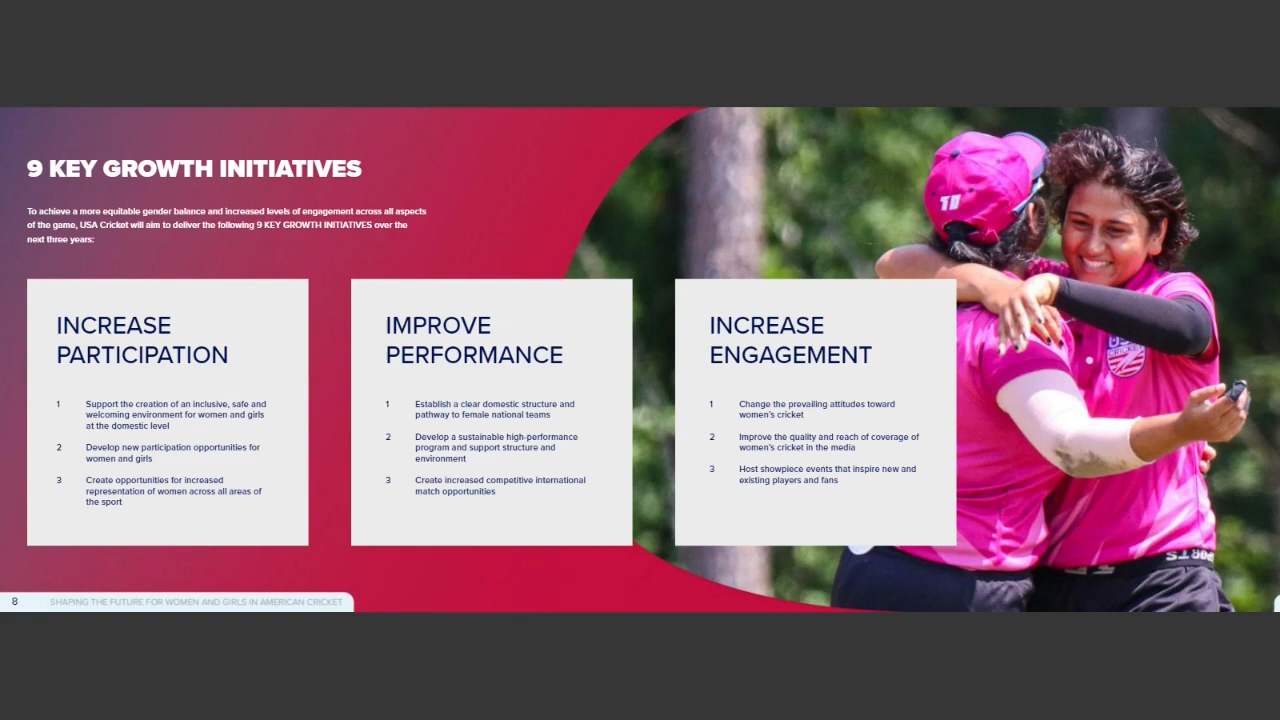 9 KEY GROWTH INITIATIVES
To achieve a more equitable gender balance and increased levels of engagement across all aspects
of the game, USA Cricket will aim to deliver the following 9 KEY GROWTH INITIATIVES over the
next three years:
INCREASE
PARTICIPATION
1 Support the creation of an inclusive, safe and
welcoming environment for women and girls
at the domestic level
2 Develop new participation opportunities for
women and girls
3 Create opportunities for increased
representation of women across all areas of
the sport
IMPROVE
PERFORMANCE
1 Establish a clear domestic structure and
pathway to female national teams
2 Develop a sustainable high-performance
program and support structure and
environment
3 Create increased competitive international
match opportunities
INCREASE
ENGAGEMENT
1 Change the prevailing attitudes toward
women's cricket
2 Improve the quality and reach of coverage of
women's cricket in the media
3 Host showpiece events that inspire new and
existing players and fans
8 SHAPING THE FUTURE FOR WOMEN AND GIRLS IN AMERICAN CRICKET